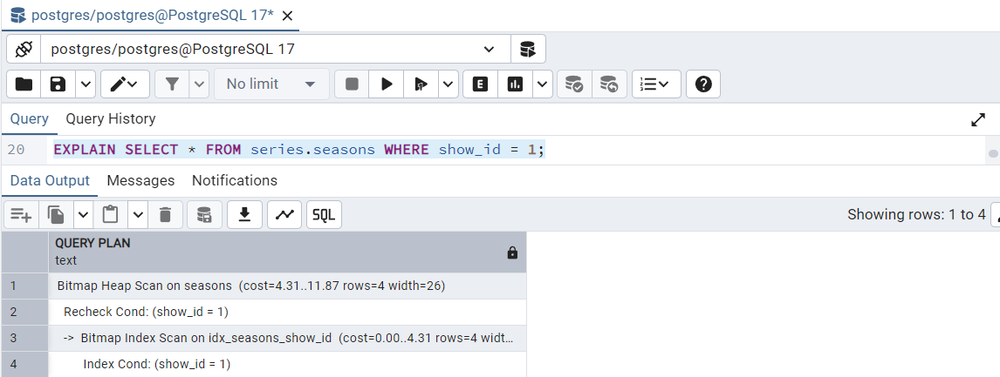 postgres/postgres@PostgreSQL 17*
postgres/postgres@PostgreSQL 17
No limit
E
Query Query History
20 EXPLAIN SELECT * FROM series.seasons WHERE show_id = 1;
Data Output Messages Notifications
SQL Showing rows: 1 to 4
QUERY PLAN
text
1 Bitmap Heap Scan on seasons (cost=4.31..11.87 rows=4 width=26)
2 Recheck Cond: (show_id = 1)
3 -> Bitmap Index Scan on idx_seasons_show_id (cost=0.00..4.31 rows=4 widt...
4 Index Cond: (show_id = 1)